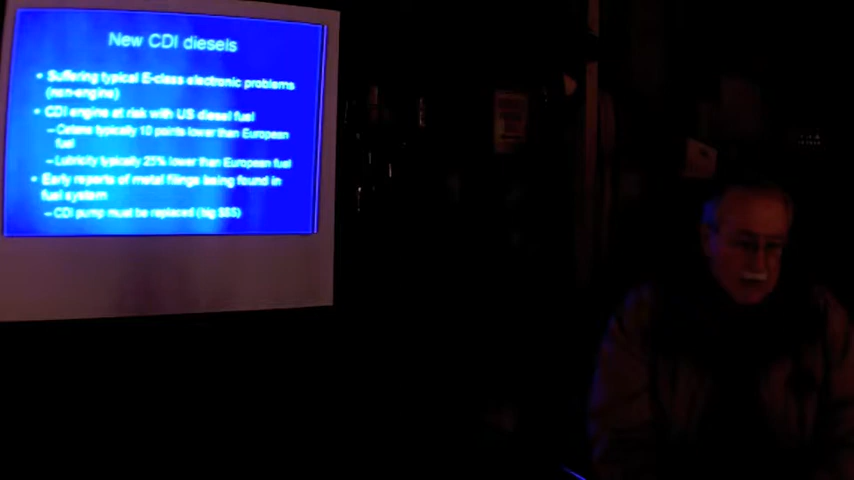 New CDI diesels
• Suffering typical E-class electronic problems
(non-engine)
• CDI engine at risk with US diesel fuel
– Cetane typically 10 points lower than European
fuel
– Lubricity typically 25% lower than European fuel
• Early reports of metal filings being found in
fuel system
– CDI pump must be replaced (big $$$)